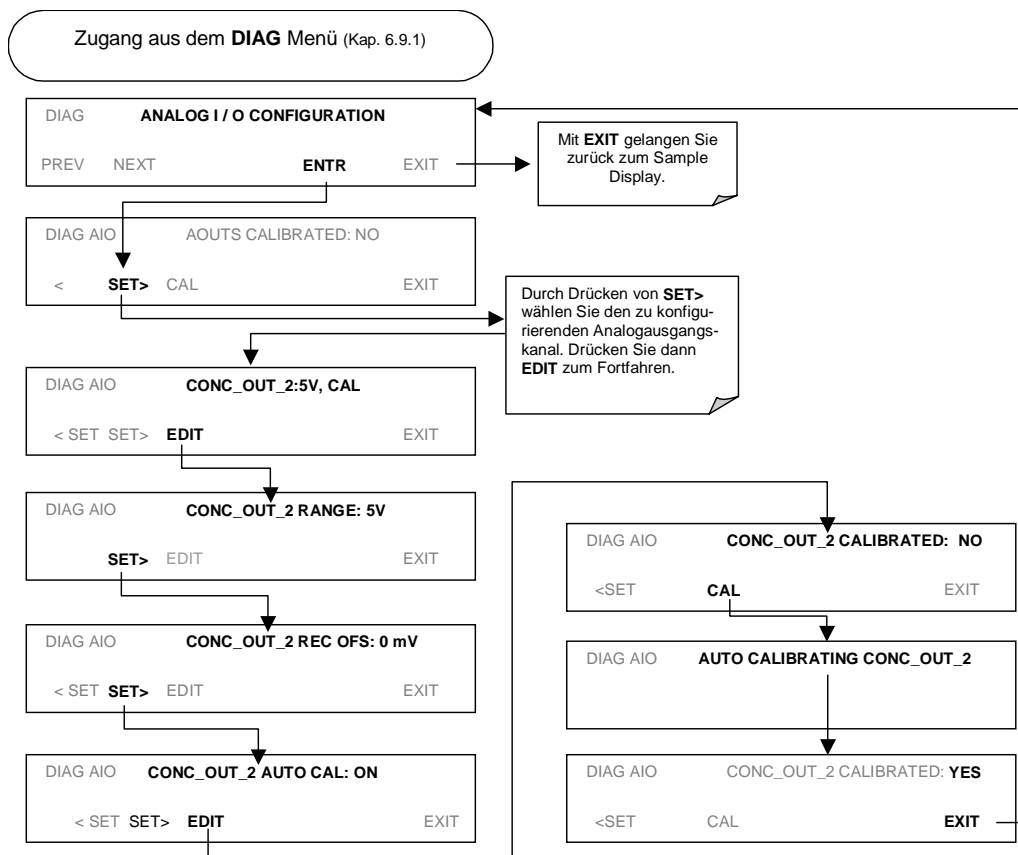 Zugang aus dem DIAG Menü (Kap. 6.9.1)
DIAG ANALOG I / O CONFIGURATION
PREV NEXT ENTR EXIT
Mit EXIT gelangen Sie
zurück zum Sample
Display.
DIAG AIO AOUTS CALIBRATED: NO
< SET> CAL EXIT
Durch Drücken von SET>
wählen Sie den zu konfigu-
rierenden Analogausgangs-
kanal. Drücken Sie dann
EDIT zum Fortfahren.
DIAG AIO CONC_OUT_2:5V, CAL
< SET SET> EDIT EXIT
DIAG AIO CONC_OUT_2 RANGE: 5V
SET> EDIT EXIT
DIAG AIO CONC_OUT_2 REC OFS: 0 mV
< SET SET> EDIT EXIT
DIAG AIO CONC_OUT_2 AUTO CAL: ON
< SET SET> EDIT EXIT
DIAG AIO CONC_OUT_2 CALIBRATED: NO
<SET CAL EXIT
DIAG AIO AUTO CALIBRATING CONC_OUT_2
DIAG AIO CONC_OUT_2 CALIBRATED: YES
<SET CAL EXIT